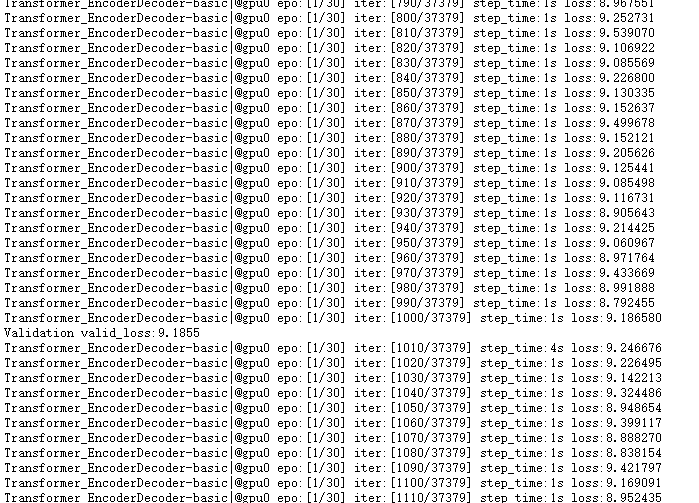 Transformer_EncoderDecoder-basic|@gpu0 epo:[1/30] iter:[790/37379] step_time:1s loss:8.967551
Transformer_EncoderDecoder-basic|@gpu0 epo:[1/30] iter:[800/37379] step_time:1s loss:9.252731
Transformer_EncoderDecoder-basic|@gpu0 epo:[1/30] iter:[810/37379] step_time:1s loss:9.539070
Transformer_EncoderDecoder-basic|@gpu0 epo:[1/30] iter:[820/37379] step_time:1s loss:9.106922
Transformer_EncoderDecoder-basic|@gpu0 epo:[1/30] iter:[830/37379] step_time:1s loss:9.085569
Transformer_EncoderDecoder-basic|@gpu0 epo:[1/30] iter:[840/37379] step_time:1s loss:9.226800
Transformer_EncoderDecoder-basic|@gpu0 epo:[1/30] iter:[850/37379] step_time:1s loss:9.130335
Transformer_EncoderDecoder-basic|@gpu0 epo:[1/30] iter:[860/37379] step_time:1s loss:9.152637
Transformer_EncoderDecoder-basic|@gpu0 epo:[1/30] iter:[870/37379] step_time:1s loss:9.499678
Transformer_EncoderDecoder-basic|@gpu0 epo:[1/30] iter:[880/37379] step_time:1s loss:9.152121
Transformer_EncoderDecoder-basic|@gpu0 epo:[1/30] iter:[890/37379] step_time:1s loss:9.205626
Transformer_EncoderDecoder-basic|@gpu0 epo:[1/30] iter:[900/37379] step_time:1s loss:9.125441
Transformer_EncoderDecoder-basic|@gpu0 epo:[1/30] iter:[910/37379] step_time:1s loss:9.085498
Transformer_EncoderDecoder-basic|@gpu0 epo:[1/30] iter:[920/37379] step_time:1s loss:9.116731
Transformer_EncoderDecoder-basic|@gpu0 epo:[1/30] iter:[930/37379] step_time:1s loss:8.905643
Transformer_EncoderDecoder-basic|@gpu0 epo:[1/30] iter:[940/37379] step_time:1s loss:9.214425
Transformer_EncoderDecoder-basic|@gpu0 epo:[1/30] iter:[950/37379] step_time:1s loss:9.060967
Transformer_EncoderDecoder-basic|@gpu0 epo:[1/30] iter:[960/37379] step_time:1s loss:8.971764
Transformer_EncoderDecoder-basic|@gpu0 epo:[1/30] iter:[970/37379] step_time:1s loss:9.433669
Transformer_EncoderDecoder-basic|@gpu0 epo:[1/30] iter:[980/37379] step_time:1s loss:8.991888
Transformer_EncoderDecoder-basic|@gpu0 epo:[1/30] iter:[990/37379] step_time:1s loss:8.792455
Transformer_EncoderDecoder-basic|@gpu0 epo:[1/30] iter:[1000/37379] step_time:1s loss:9.186580
Validation valid_loss:9.1855
Transformer_EncoderDecoder-basic|@gpu0 epo:[1/30] iter:[1010/37379] step_time:4s loss:9.246676
Transformer_EncoderDecoder-basic|@gpu0 epo:[1/30] iter:[1020/37379] step_time:1s loss:9.226495
Transformer_EncoderDecoder-basic|@gpu0 epo:[1/30] iter:[1030/37379] step_time:1s loss:9.142213
Transformer_EncoderDecoder-basic|@gpu0 epo:[1/30] iter:[1040/37379] step_time:1s loss:9.324486
Transformer_EncoderDecoder-basic|@gpu0 epo:[1/30] iter:[1050/37379] step_time:1s loss:8.948654
Transformer_EncoderDecoder-basic|@gpu0 epo:[1/30] iter:[1060/37379] step_time:1s loss:9.399117
Transformer_EncoderDecoder-basic|@gpu0 epo:[1/30] iter:[1070/37379] step_time:1s loss:8.888270
Transformer_EncoderDecoder-basic|@gpu0 epo:[1/30] iter:[1080/37379] step_time:1s loss:8.838154
Transformer_EncoderDecoder-basic|@gpu0 epo:[1/30] iter:[1090/37379] step_time:1s loss:9.421797
Transformer_EncoderDecoder-basic|@gpu0 epo:[1/30] iter:[1100/37379] step_time:1s loss:9.169091
Transformer_EncoderDecoder-basic|@gpu0 epo:[1/30] iter:[1110/37379] step_time:1s loss:8.952435